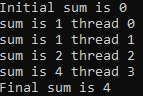 Initial sum is 0
sum is 1 thread 0
sum is 1 thread 1
sum is 2 thread 2
sum is 4 thread 3
Final sum is 4